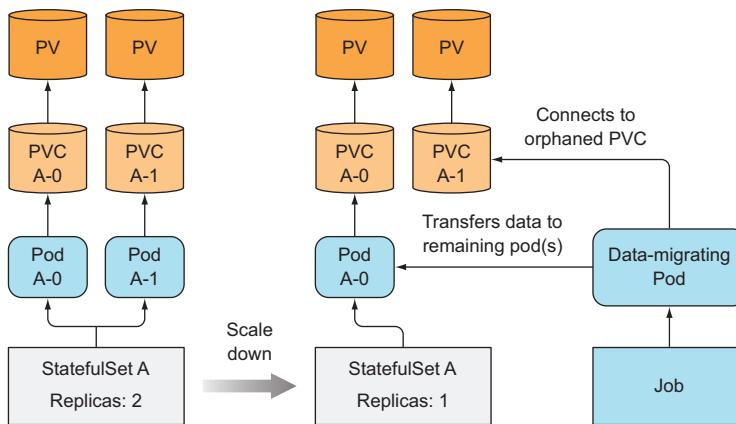 PV
PV
PVC
A-0
PVC
A-1
Pod
A-0
Pod
A-1
StatefulSet A
Replicas: 2
Scale
down
PV
PV
PVC
A-0
PVC
A-1
Pod
A-0
StatefulSet A
Replicas: 1
Connects to
orphaned PVC
Transfers data to
remaining pod(s)
Data-migrating
Pod
Job